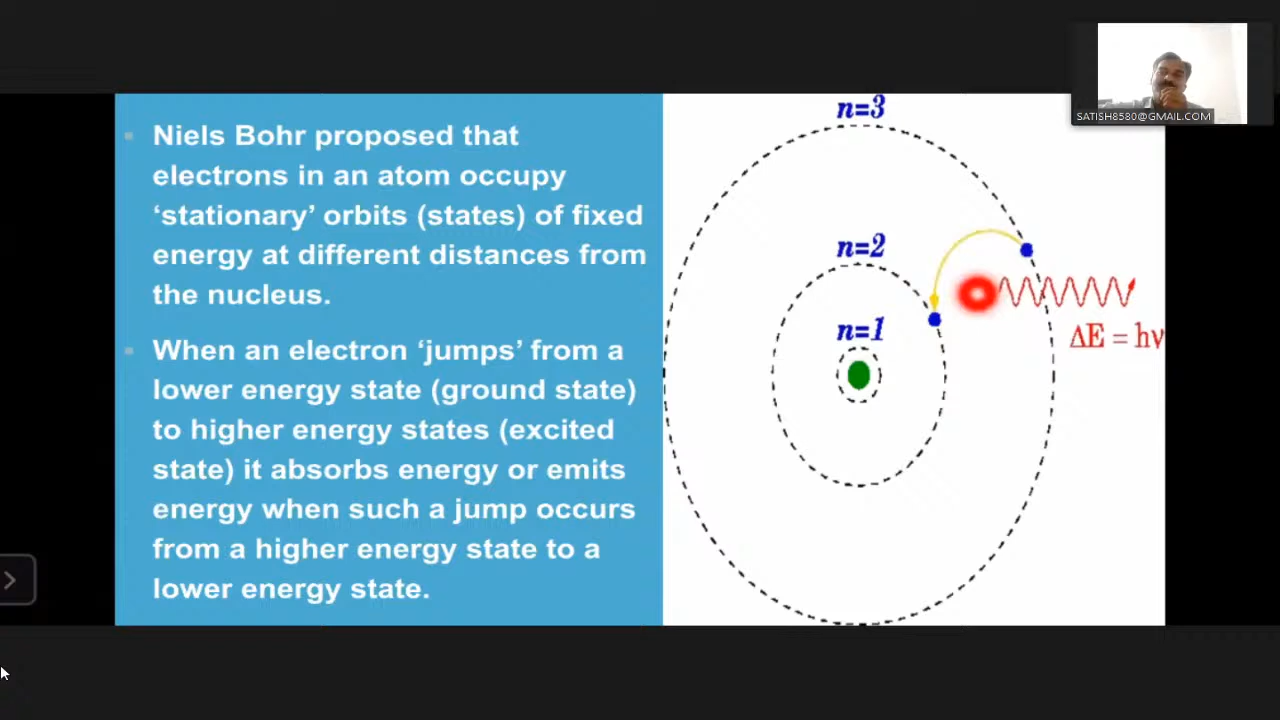 SATISH8580@GMAIL.COM
▪ Niels Bohr proposed that
electrons in an atom occupy
‘stationary’ orbits (states) of fixed
energy at different distances from
the nucleus.
▪ When an electron ‘jumps’ from a
lower energy state (ground state)
to higher energy states (excited
state) it absorbs energy or emits
energy when such a jump occurs
from a higher energy state to a
lower energy state.
n=3
n=2
n=1
ΔE = hν